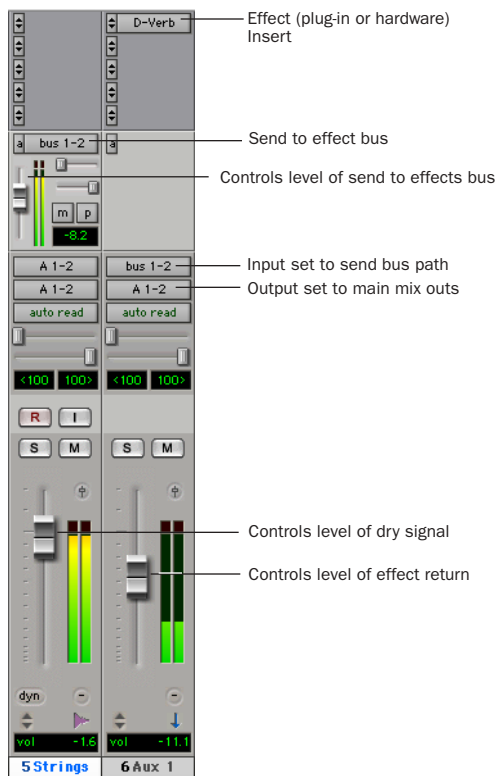 D-Verb
Effect (plug-in or hardware)
Insert
a bus 1-2
a
Send to effect bus
Controls level of send to effects bus
m p
-8.2
A 1-2
bus 1-2
Input set to send bus path
A 1-2
A 1-2
Output set to main mix outs
auto read
auto read
<100 100>
<100 100>
R I
S M
S M
Controls level of dry signal
Controls level of effect return
dyn
vol -1.6
vol -11.1
5 Strings
6 Aux 1